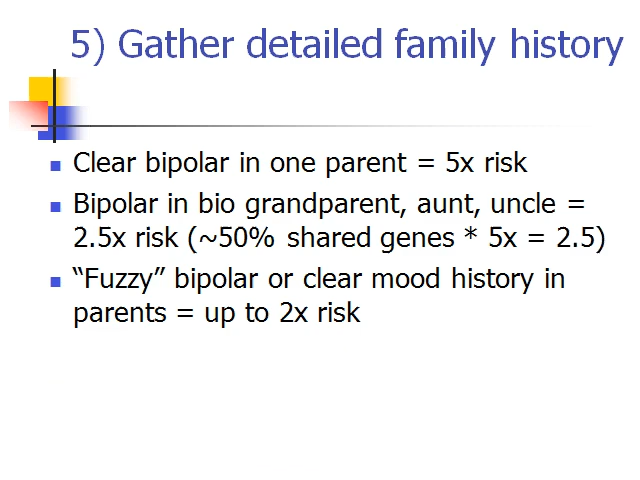 5) Gather detailed family history
Clear bipolar in one parent = 5x risk
Bipolar in bio grandparent, aunt, uncle =
2.5x risk (~50% shared genes * 5x = 2.5)
“Fuzzy” bipolar or clear mood history in
parents = up to 2x risk